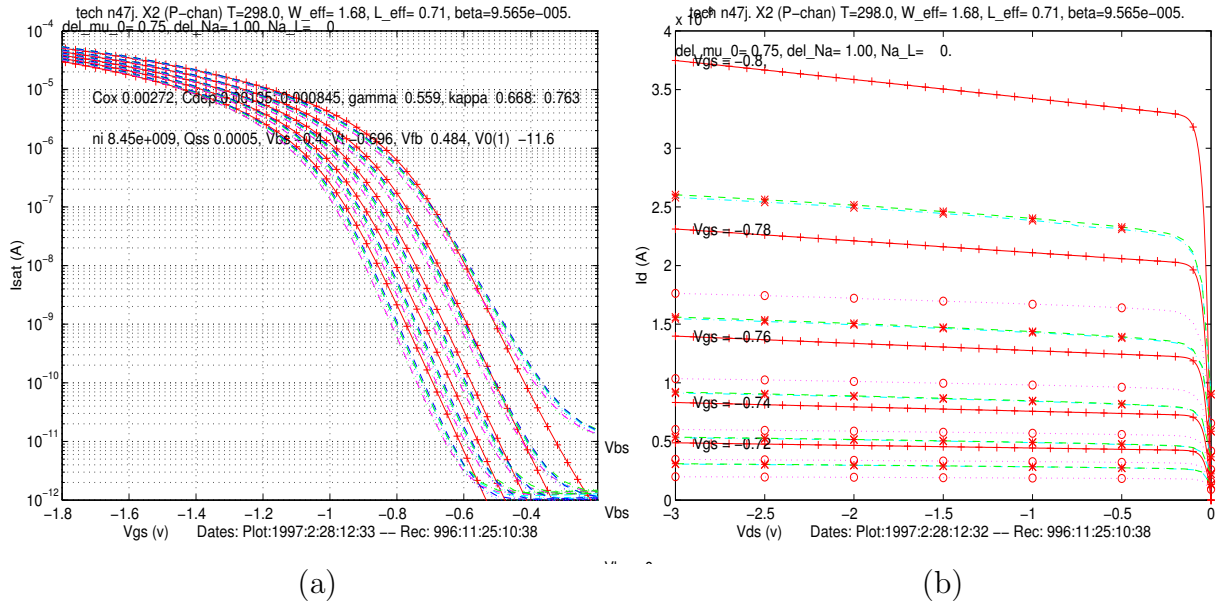 tech n47j. X2 (P-chan) T=298.0, W_eff= 1.68, L_eff= 0.71, beta=9.565e-005.
del_mu_0= 0.75, del_Na= 1.00, Na_L= 0
10−4
10−5
10−6
10−7
10−8
10−9
10−10
10−11
10−12
Isat (A)
Cox 0.00272, Cdep 0.00135, 0.000845, gamma 0.559, kappa 0.668: 0.763
ni 8.45e+009, Qss 0.0005, Vbs −0.4, Vt −0.696, Vfb 0.484, V0(1) −11.6
Vbs
Vbs
−1.8 −1.6 −1.4 −1.2 −1 −0.8 −0.6 −0.4
Vgs (v) Dates: Plot:1997:2:28:12:33 −− Rec: 996:11:25:10:38
(a)
tech n47j. X2 (P-chan) T=298.0, W_eff= 1.68, L_eff= 0.71, beta=9.565e-005.
del_mu_0= 0.75, del_Na= 1.00, Na_L= 0.
4
3.5
3
2.5
2
1.5
1
0.5
0
Id (A)
Vgs = −0.8,
Vgs = −0.78
Vgs = −0.76
Vgs = −0.74
Vgs = −0.72
−3 −2.5 −2 −1.5 −1 −0.5 0
Vds (v) Dates: Plot:1997:2:28:12:32 −− Rec: 996:11:25:10:38
(b)